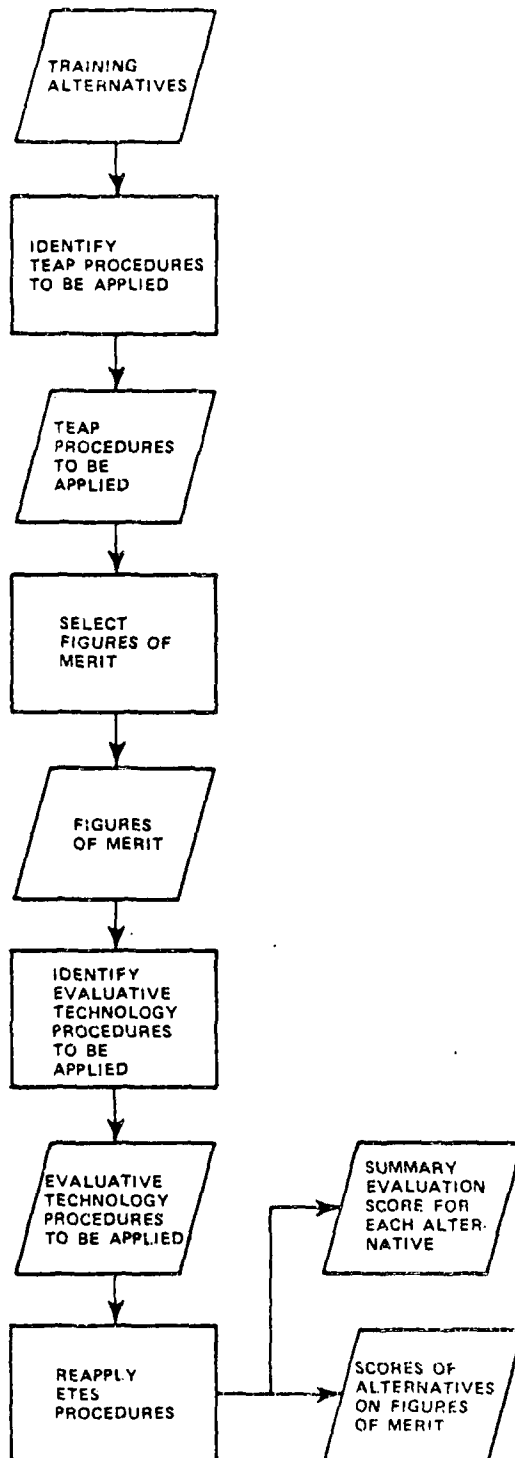 TRAINING
ALTERNATIVES
IDENTIFY
TEAP PROCEDURES
TO BE APPLIED
TEAP
PROCEDURES
TO BE
APPLIED
SELECT
FIGURES OF
MERIT
FIGURES
OF MERIT
IDENTIFY
EVALUATIVE
TECHNOLOGY
PROCEDURES
TO BE
APPLIED
EVALUATIVE
TECHNOLOGY
PROCEDURES
TO BE APPLIED
SUMMARY
EVALUATION
SCORE FOR
EACH ALTER-
NATIVE
REAPPLY
ETES
PROCEDURES
SCORES OF
ALTERNATIVES
ON FIGURES
OF MERIT